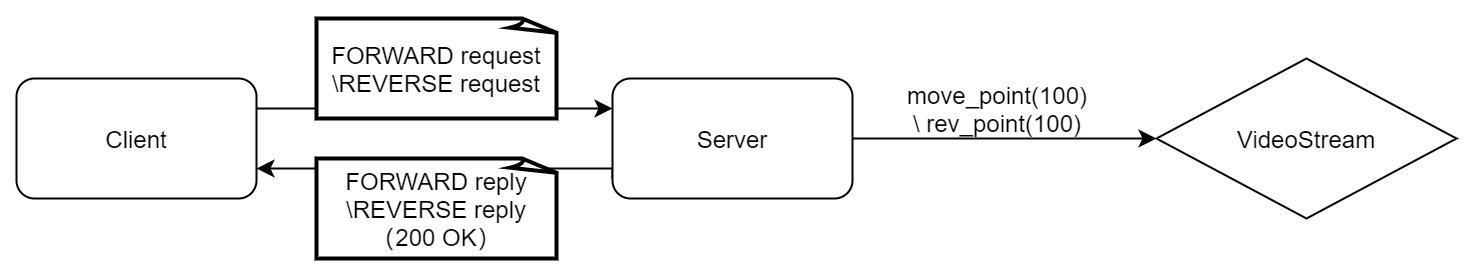 FORWARD request
\REVERSE request
Client
Server
move_point(100)
\ rev_point(100)
VideoStream
FORWARD reply
\REVERSE reply
(200 OK)